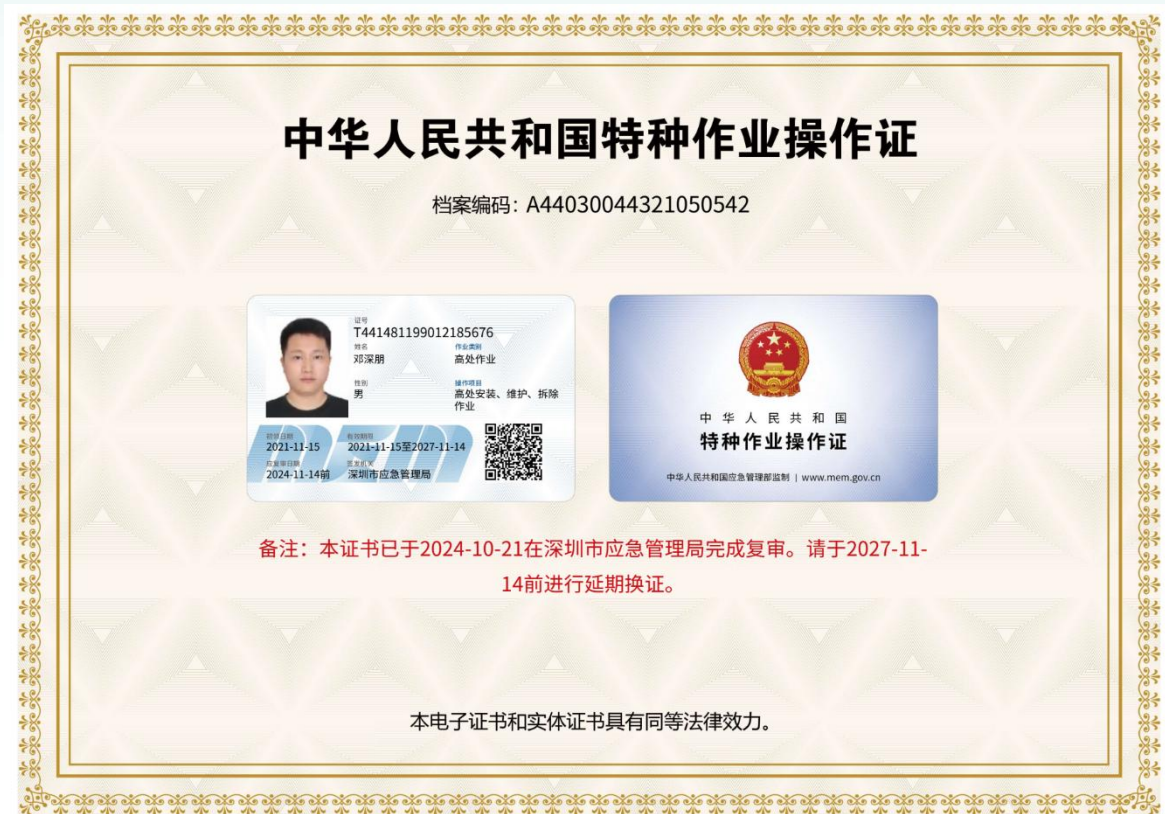 中华人民共和国特种作业操作证
档案编码：A44030044321050542
证号
T441481199012185676
姓名
邓深朋
作业类别
高处作业
性别
男
操作项目
高处安装、维护、拆除
作业
初领日期
2021-11-15
有效期限
2021-11-15至2027-11-14
应复审日期
2024-11-14前
签发机关
深圳市应急管理局
中华人民共和国
特种作业操作证
中华人民共和国应急管理部监制 | www.mem.gov.cn
备注：本证书已于2024-10-21在深圳市应急管理局完成复审。请于2027-11-
14前进行延期换证。
本电子证书和实体证书具有同等法律效力。